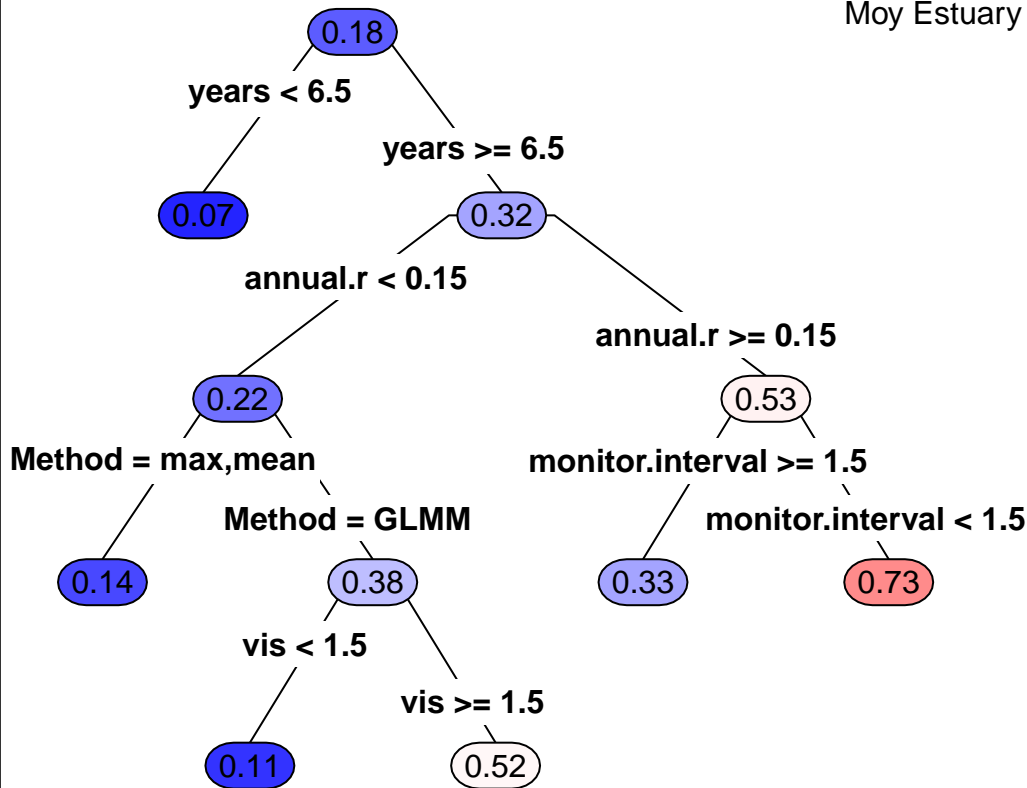 Moy Estuary
0.18
years < 6.5
years >= 6.5
0.07
0.32
annual.r < 0.15
annual.r >= 0.15
0.22
0.53
Method = max,mean
monitor.interval >= 1.5
Method = GLMM
monitor.interval < 1.5
0.14
0.38
0.33
0.73
vis < 1.5
vis >= 1.5
0.11
0.52